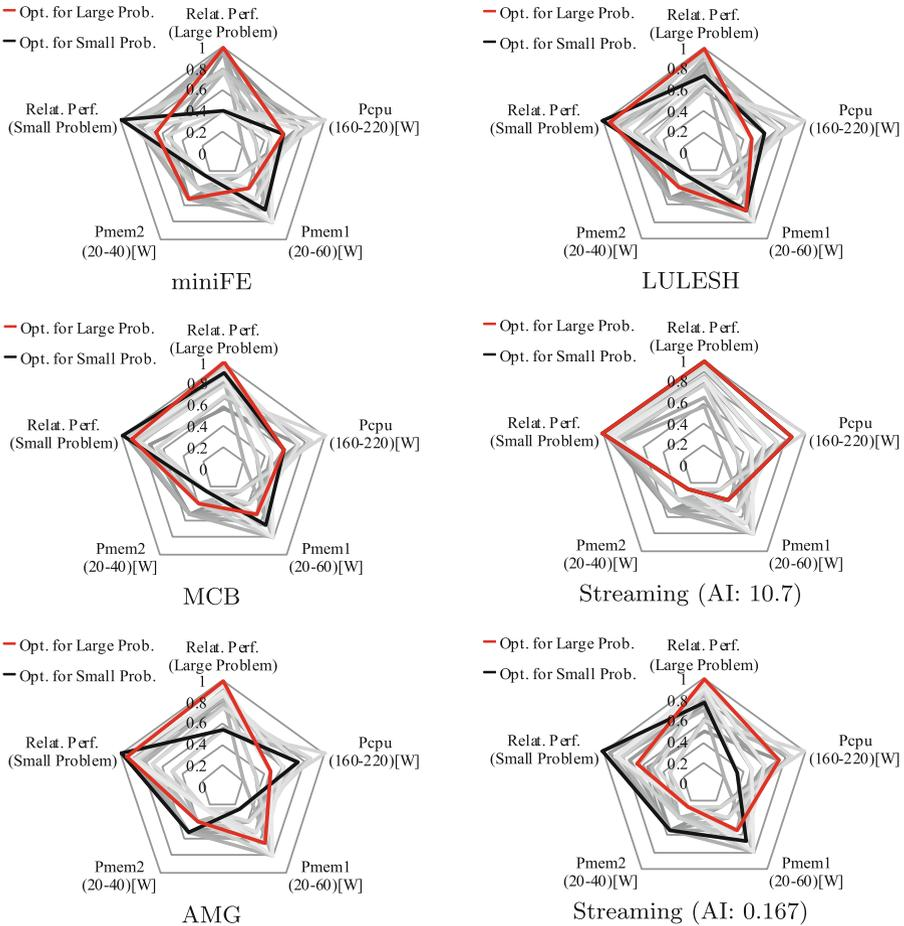 Opt. for Large Prob.
Opt. for Small Prob.
Relat. Perf.
(Large Problem)
1
0.8
0.6
0.4
0.2
0
Relat. Perf.
(Small Problem)
Pcpu
(160-220)[W]
Pmem2
(20-40)[W]
Pmem1
(20-60)[W]
miniFE
Opt. for Large Prob.
Opt. for Small Prob.
Relat. Perf.
(Large Problem)
1
0.8
0.6
0.4
0.2
0
Relat. Perf.
(Small Problem)
Pcpu
(160-220)[W]
Pmem2
(20-40)[W]
Pmem1
(20-60)[W]
LULESH
Opt. for Large Prob.
Opt. for Small Prob.
Relat. Perf.
(Large Problem)
1
0.8
0.6
0.4
0.2
0
Relat. Perf.
(Small Problem)
Pcpu
(160-220)[W]
Pmem2
(20-40)[W]
Pmem1
(20-60)[W]
MCB
Opt. for Large Prob.
Opt. for Small Prob.
Relat. Perf.
(Large Problem)
1
0.8
0.6
0.4
0.2
0
Relat. Perf.
(Small Problem)
Pcpu
(160-220)[W]
Pmem2
(20-40)[W]
Pmem1
(20-60)[W]
Streaming (AI: 10.7)
Opt. for Large Prob.
Opt. for Small Prob.
Relat. Perf.
(Large Problem)
1
0.8
0.6
0.4
0.2
0
Relat. Perf.
(Small Problem)
Pcpu
(160-220)[W]
Pmem2
(20-40)[W]
Pmem1
(20-60)[W]
AMG
Opt. for Large Prob.
Opt. for Small Prob.
Relat. Perf.
(Large Problem)
1
0.8
0.6
0.4
0.2
0
Relat. Perf.
(Small Problem)
Pcpu
(160-220)[W]
Pmem2
(20-40)[W]
Pmem1
(20-60)[W]
Streaming (AI: 0.167)